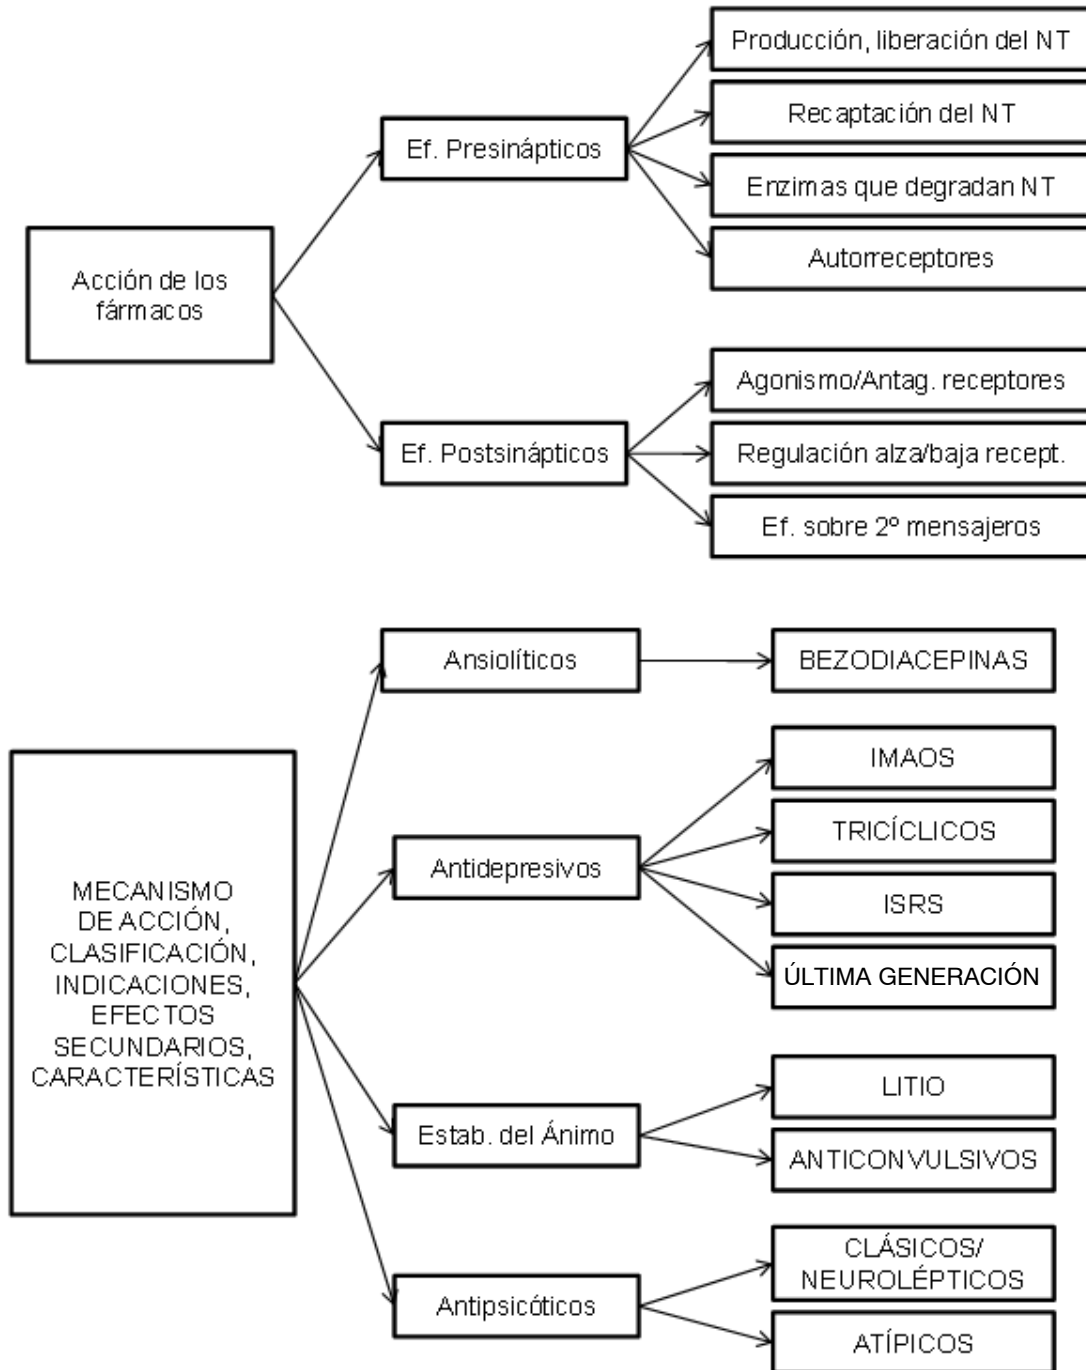 Acción de los
fármacos
Ef. Presinápticos
Producción, liberación del NT
Recaptación del NT
Enzimas que degradan NT
Autorreceptores
Ef. Postsinápticos
Agonismo/Antag. receptores
Regulación alza/baja recept.
Ef. sobre 2º mensajeros
MECANISMO
DE ACCIÓN,
CLASIFICACIÓN,
INDICACIONES,
EFECTOS
SECUNDARIOS,
CARACTERÍSTICAS
Ansiolíticos
BEZODIACEPINAS
Antidepresivos
IMAOS
TRICÍCLICOS
ISRS
ÚLTIMA GENERACIÓN
Estab. del Ánimo
LITIO
ANTICONVULSIVOS
Antipsicóticos
CLÁSICOS/
NEUROLÉPTICOS
ATÍPICOS